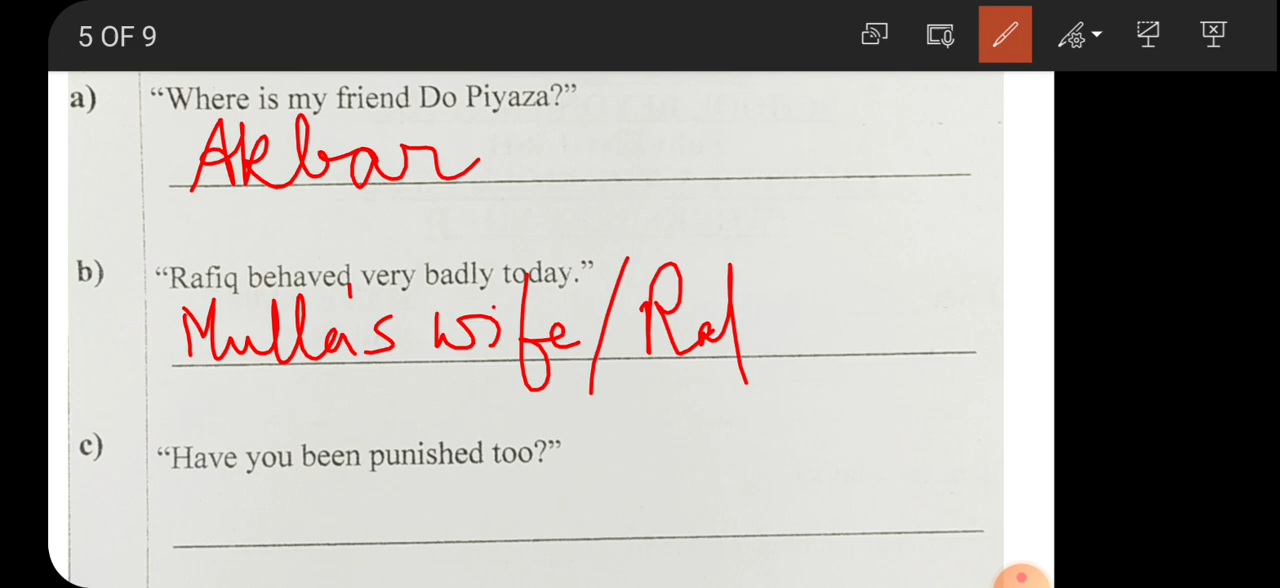 5 OF 9
a) “Where is my friend Do Piyaza?”
Akbar
b) “Rafiq behaved very badly today.”
Mulla's wife/Raf
c) “Have you been punished too?”